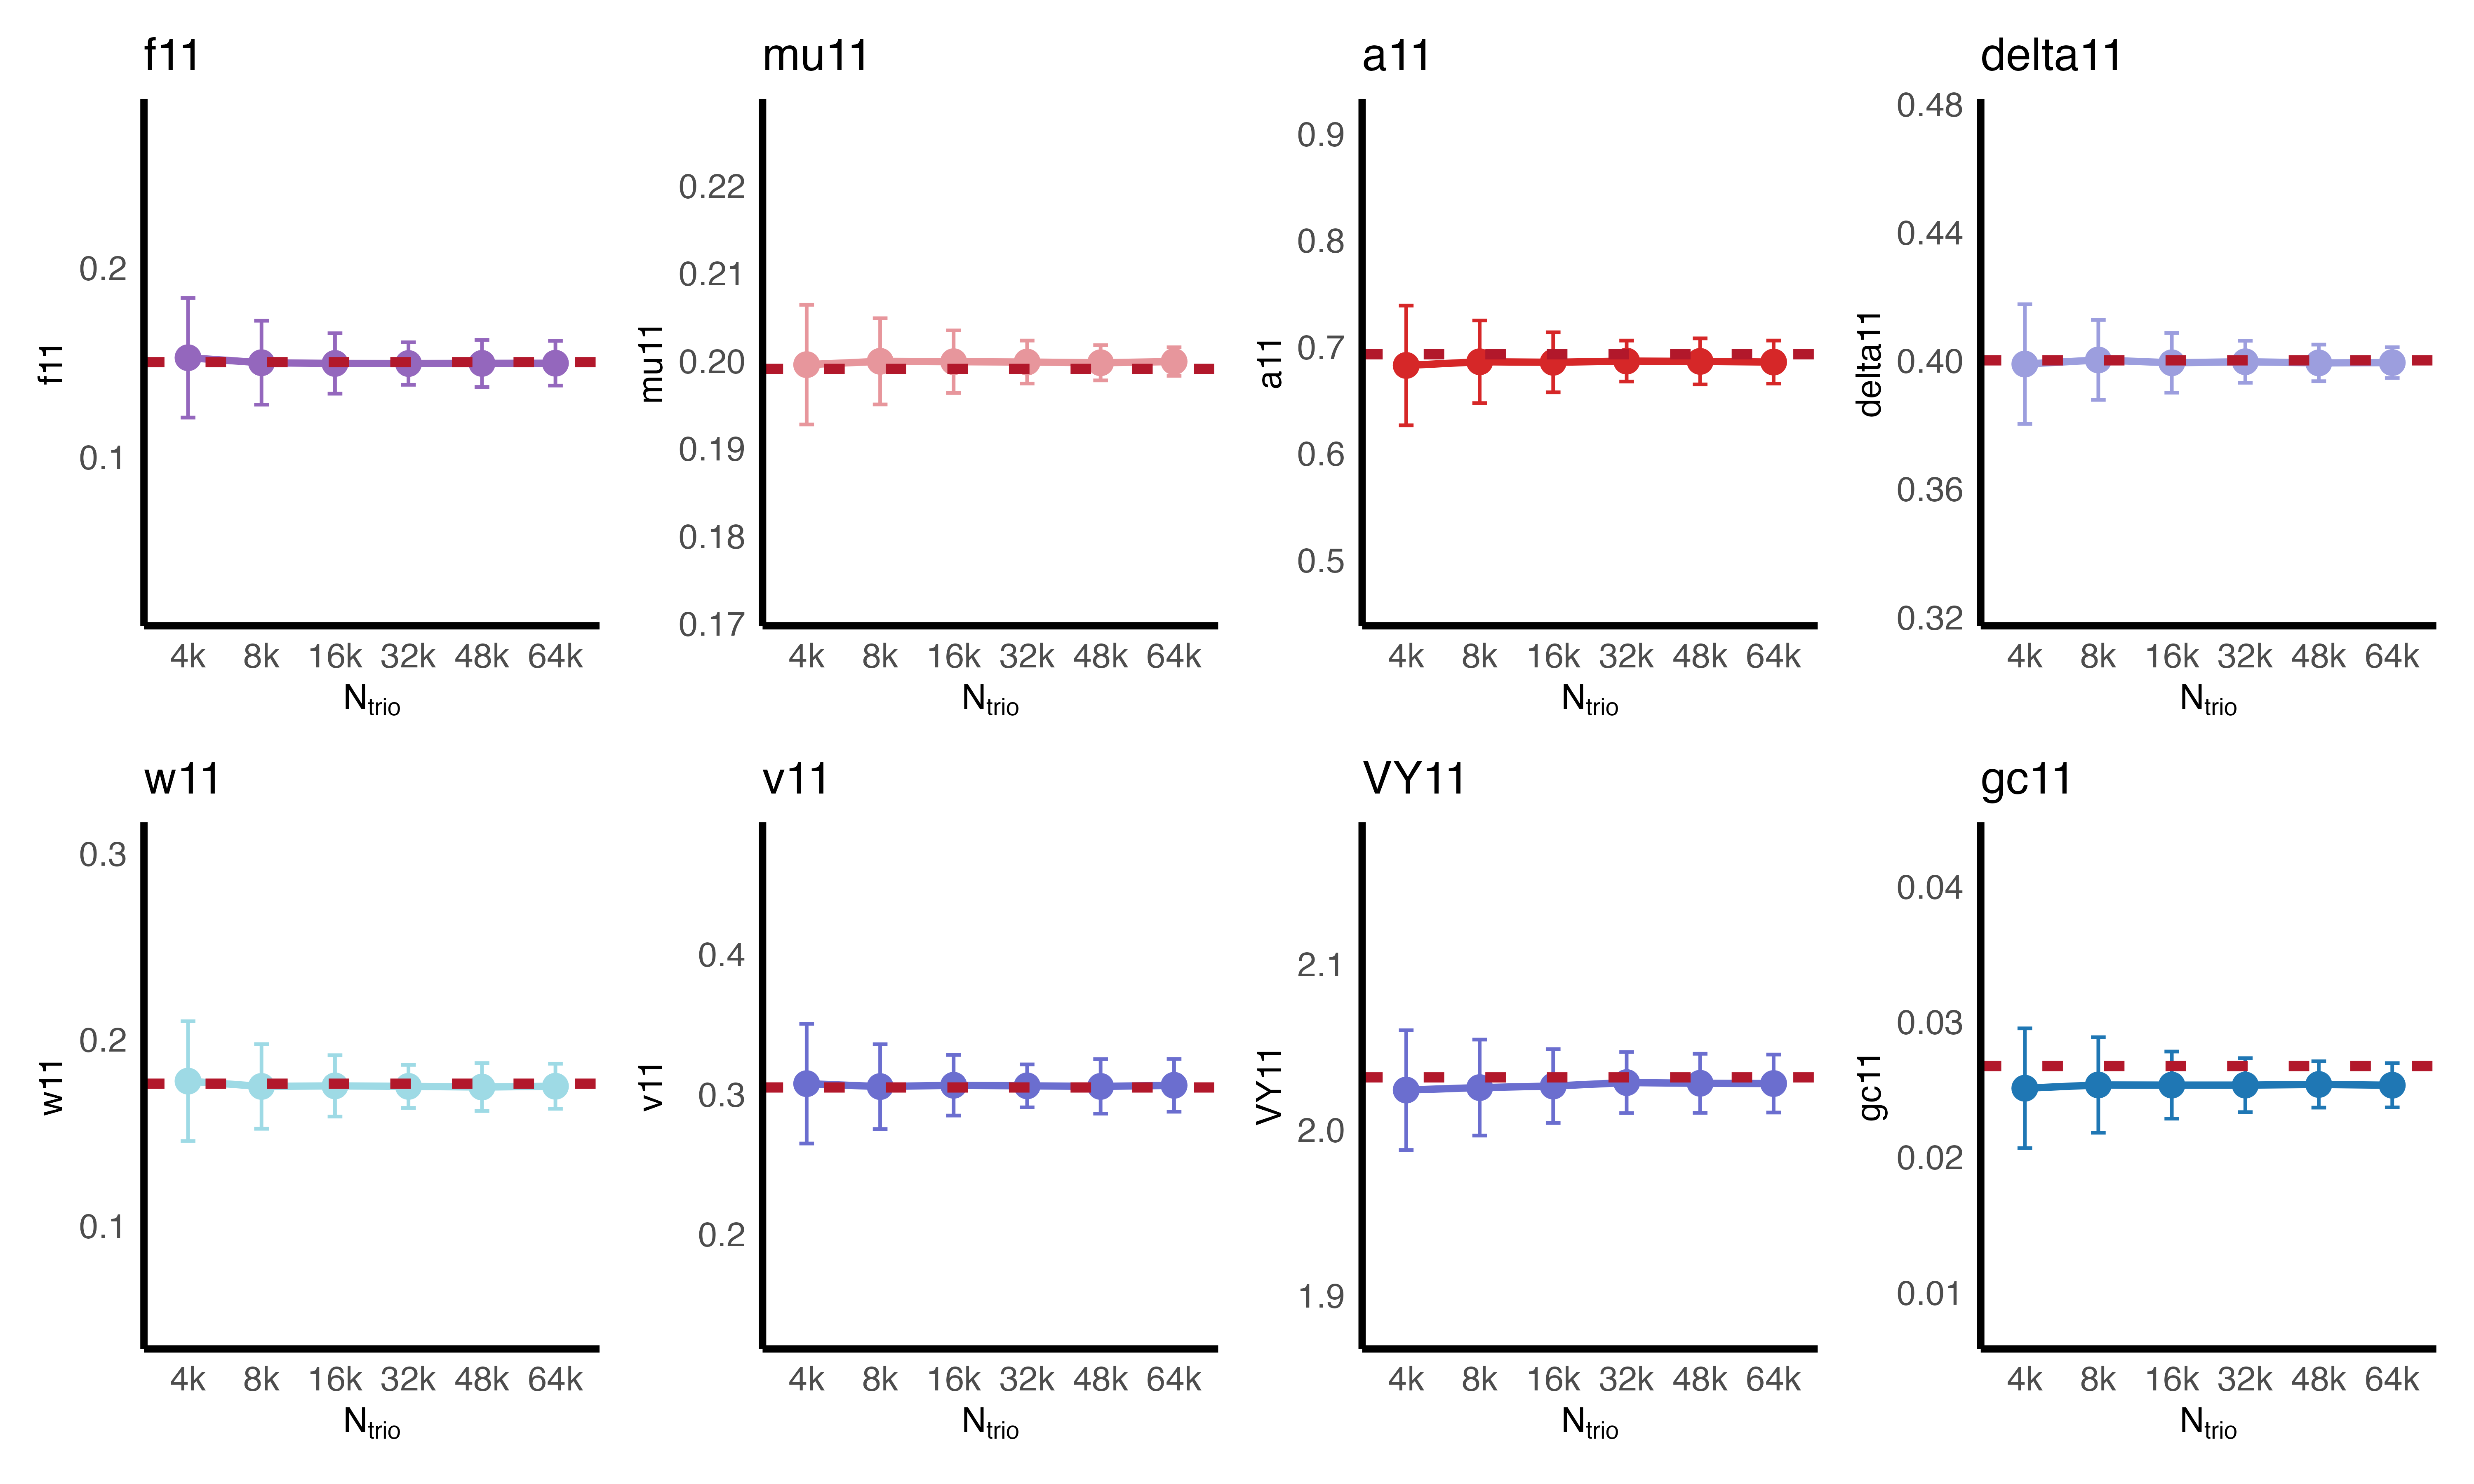 f11
mu11
a11
delta11
f11
0.2
0.1
4k 8k 16k 32k 48k 64k
Ntrio
mu11
0.22
0.21
0.20
0.19
0.18
0.17
4k 8k 16k 32k 48k 64k
Ntrio
a11
0.9
0.8
0.7
0.6
0.5
4k 8k 16k 32k 48k 64k
Ntrio
delta11
0.48
0.44
0.40
0.36
0.32
4k 8k 16k 32k 48k 64k
Ntrio
w11
v11
VY11
gc11
w11
0.3
0.2
0.1
4k 8k 16k 32k 48k 64k
Ntrio
v11
0.4
0.3
0.2
4k 8k 16k 32k 48k 64k
Ntrio
VY11
2.1
2.0
1.9
4k 8k 16k 32k 48k 64k
Ntrio
gc11
0.04
0.03
0.02
0.01
4k 8k 16k 32k 48k 64k
Ntrio